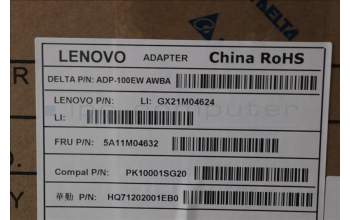 DELTA
LENOVO ADAPTER China RoHS
DELTA P/N: ADP-100EW AWBA
LENOVO P/N: LI: GX21M04624
LI:
FRU P/N: 5A11M04632
Compal P/N: PK10001SG20
華勤 P/N: HQ71202001EB0